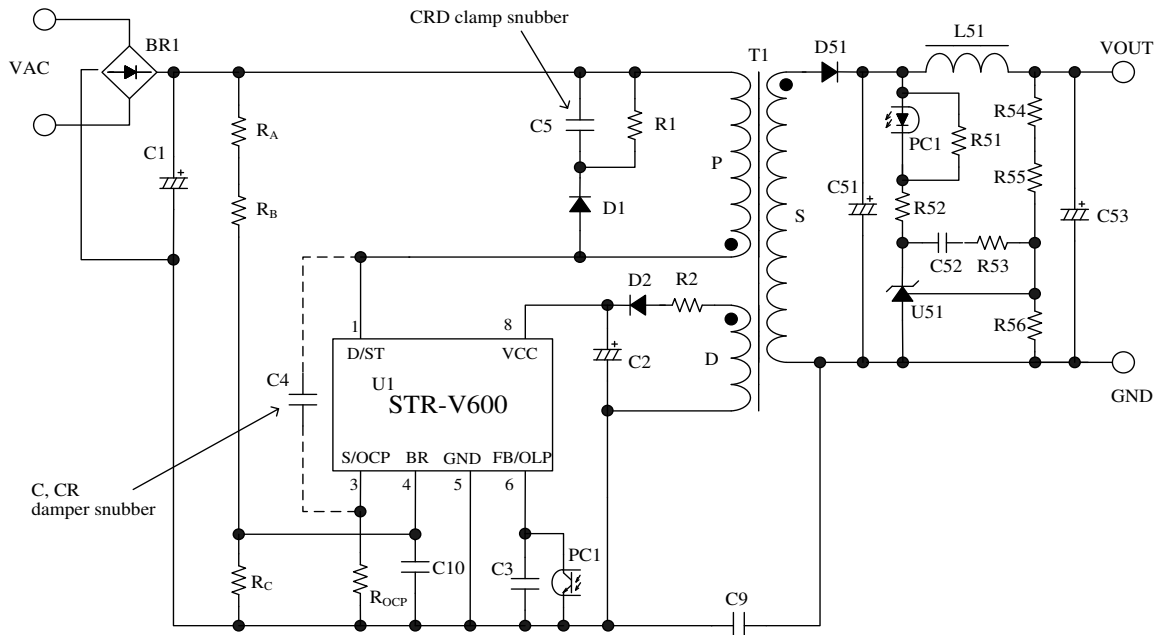 CRD clamp snubber
L51
BR1
T1
D51
VOUT
VAC
R54
C5
R1
PC1
R51
R_A
C1
P
R55
C51
R_B
D1
S
R52
C53
C52
R53
D2
R2
U51
R56
1
8
D/ST
VCC
C2
D
C4
U1
STR-V600
GND
S/OCP
BR
GND
FB/OLP
3
4
5
6
C, CR
damper snubber
PC1
R_C
C10
C3
R_OCP
C9